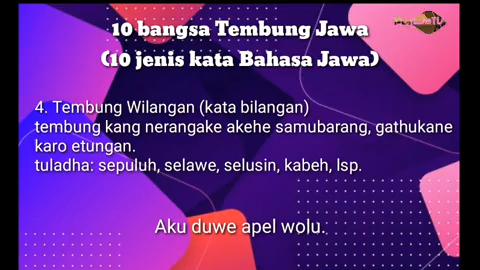 10 bangsa Tembung Jawa
(10 jenis kata Bahasa Jawa)
4. Tembung Wilangan (kata bilangan)
tembung kang nerangake akehe samubarang, gathukane
karo etungan.
tuladha: sepuluh, selawe, selusin, kabeh, lsp.
Aku duwe apel wolu.